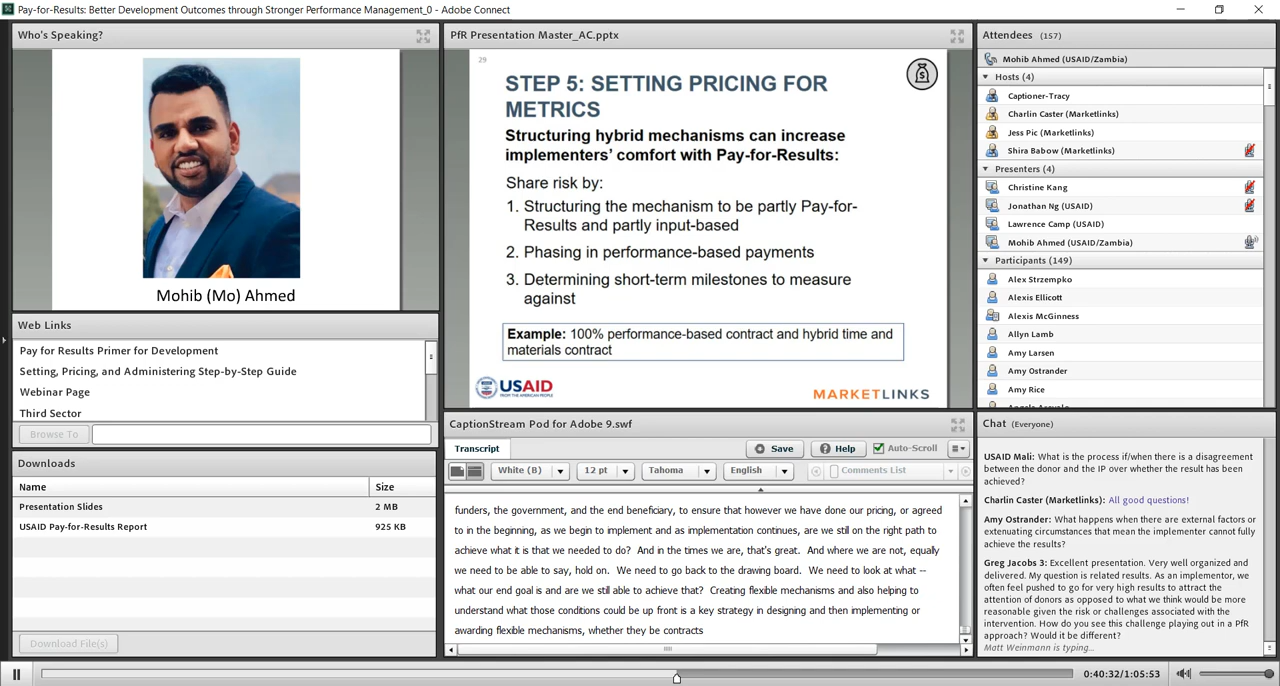 Pay-for-Results: Better Development Outcomes through Stronger Performance Management_0 - Adobe Connect
Who's Speaking?
Mohib (Mo) Ahmed
Web Links
Pay for Results Primer for Development
Setting, Pricing, and Administering Step-by-Step Guide
Webinar Page
Third Sector
Browse To
Downloads
Name Size
Presentation Slides 2 MB
USAID Pay-for-Results Report 925 KB
Download File(s)
PfR Presentation Master_AC.pptx
29
STEP 5: SETTING PRICING FOR
METRICS
$
Structuring hybrid mechanisms can increase
implementers' comfort with Pay-for-Results:
Share risk by:
1. Structuring the mechanism to be partly Pay-for-
Results and partly input-based
2. Phasing in performance-based payments
3. Determining short-term milestones to measure
against
Example: 100% performance-based contract and hybrid time and
materials contract
USAID
FROM THE AMERICAN PEOPLE
MARKETLINKS
CaptionStream Pod for Adobe 9.swf
Transcript
Save
Help
Auto-Scroll
White (B)
12 pt
Tahoma
English
Comments List
funders, the government, and the end beneficiary, to ensure that however we have done our pricing, or agreed
to in the beginning, as we begin to implement and as implementation continues, are we still on the right path to
achieve what it is that we needed to do? And in the times we are, that's great. And where we are not, equally
we need to be able to say, hold on. We need to go back to the drawing board. We need to look at what --
what our end goal is and are we still able to achieve that? Creating flexible mechanisms and also helping to
understand what those conditions could be up front is a key strategy in designing and then implementing or
awarding flexible mechanisms, whether they be contracts
Attendees (157)
Mohib Ahmed (USAID/Zambia)
Hosts (4)
Captioner-Tracy
Charlin Caster (Marketlinks)
Jess Pic (Marketlinks)
Shira Babow (Marketlinks)
Presenters (4)
Christine Kang
Jonathan Ng (USAID)
Lawrence Camp (USAID)
Mohib Ahmed (USAID/Zambia)
Participants (149)
Alex Strzempko
Alexis Ellicott
Alexis McGinness
Allyn Lamb
Amy Larsen
Amy Ostrander
Amy Rice
Chat (Everyone)
USAID Mali: What is the process if/when there is a disagreement
between the donor and the IP over whether the result has been
achieved?
Charlin Caster (Marketlinks): All good questions!
Amy Ostrander: What happens when there are external factors or
extenuating circumstances that mean the implementer cannot fully
achieve the results?
Greg Jacobs 3: Excellent presentation. Very well organized and
delivered. My question is related results. As an implementor, we
often feel pushed to go for very high results to attract the
attention of donors as opposed to what we think would be more
reasonable given the risk or challenges associated with the
intervention. How do you see this challenge playing out in a PfR
approach? Would it be different?
Matt Weinmann is typing...
0:40:32/1:05:53